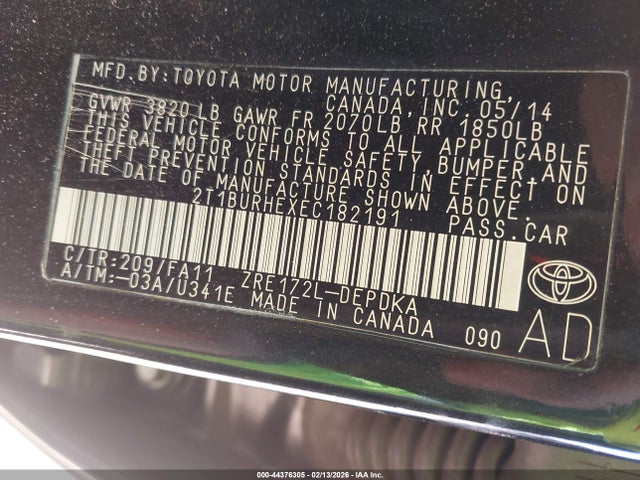 MFD. BY: TOYOTA MOTOR MANUFACTURING,
CANADA, INC. 05/14
GVWR 3820 LB GAWR FR 2070LB RR 1850LB
THIS VEHICLE CONFORMS TO ALL APPLICABLE
FEDERAL MOTOR VEHICLE SAFETY, BUMPER, AND
THEFT PREVENTION STANDARDS IN EFFECT ON
THE DATE OF MANUFACTURE SHOWN ABOVE.
2T1BURHEXEC182191 PASS. CAR
C/TR: 209/FA11 ZRE172L-DEPDKA
A/TM: -03A/U341E MADE IN CANADA 090
AD
000-44376305 - 02/13/2026 - IAA Inc.